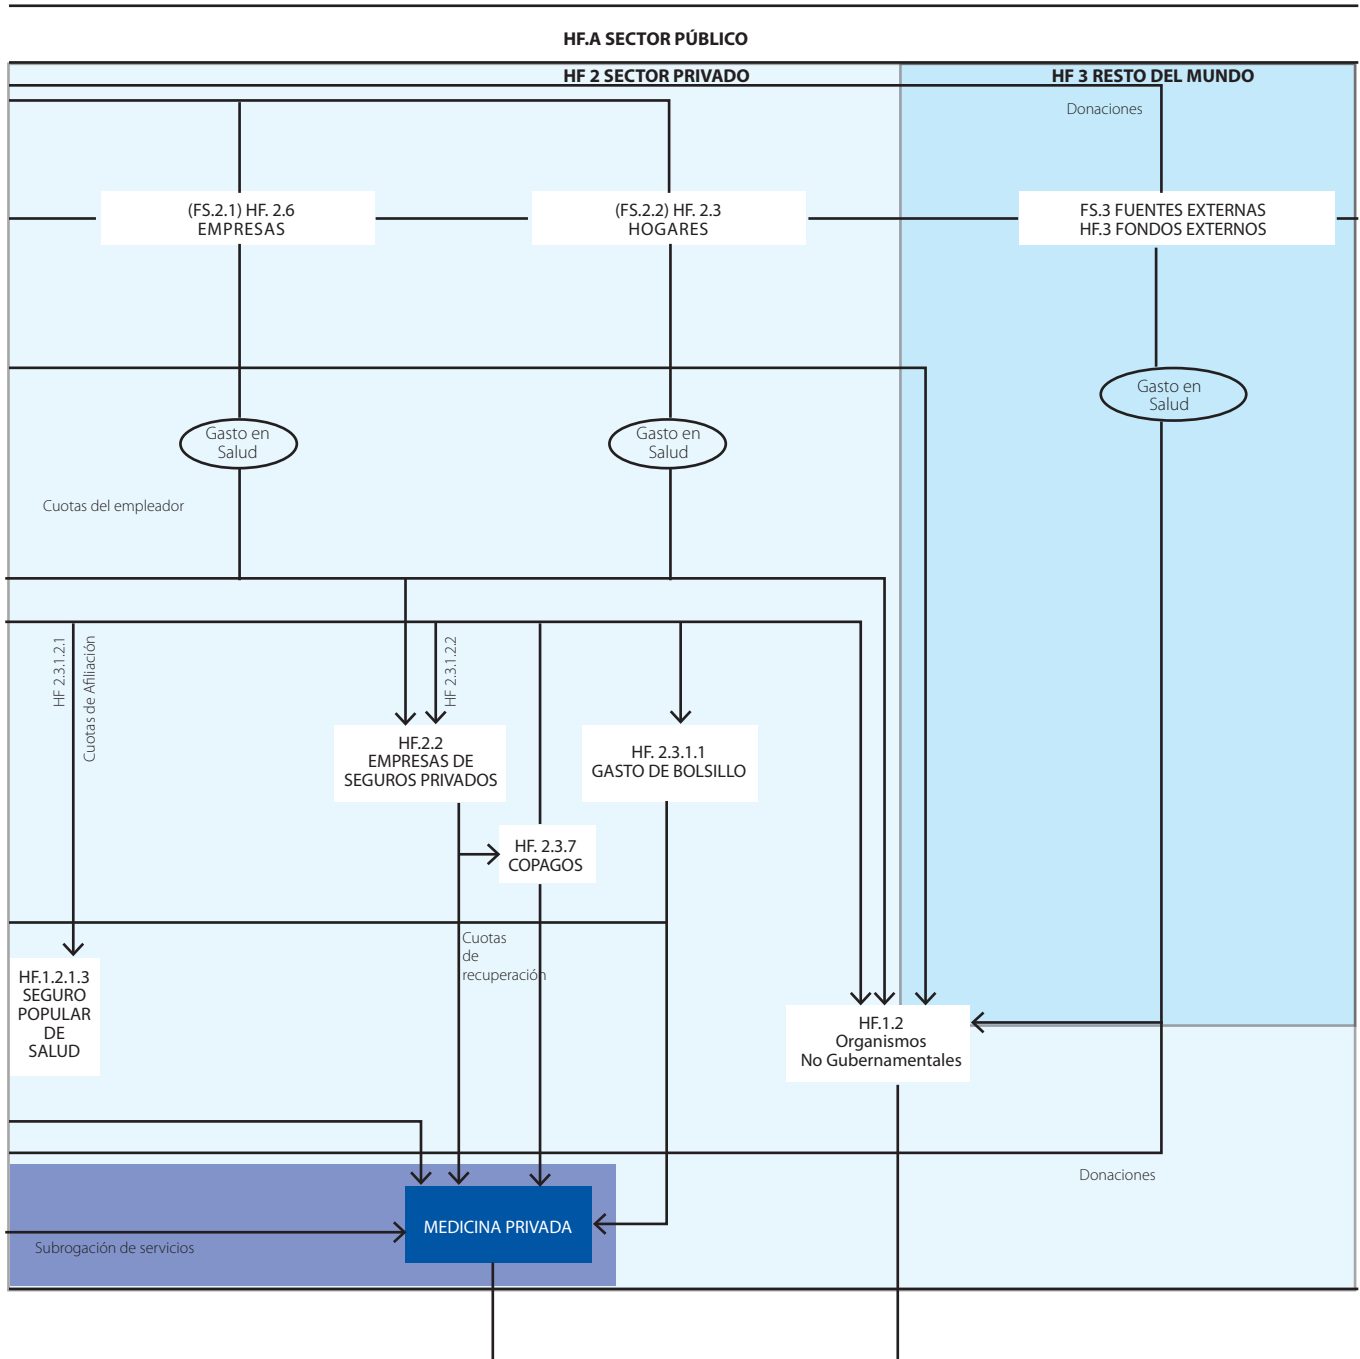 HF.A SECTOR PÚBLICO
HF 2 SECTOR PRIVADO
HF 3 RESTO DEL MUNDO
Donaciones
(FS.2.1) HF. 2.6
EMPRESAS
(FS.2.2) HF. 2.3
HOGARES
FS.3 FUENTES EXTERNAS
HF.3 FONDOS EXTERNOS
Gasto en
Salud
Gasto en
Salud
Gasto en
Salud
Cuotas del empleador
HF 2.3.1.2.1
Cuotas de Afiliación
HF 2.3.1.2.2
HF.2.2
EMPRESAS DE
SEGUROS PRIVADOS
HF. 2.3.1.1
GASTO DE BOLSILLO
HF. 2.3.7
COPAGOS
Cuotas
de
recuperación
HF.1.2.1.3
SEGURO
POPULAR
DE
SALUD
HF.1.2
Organismos
No Gubernamentales
Donaciones
MEDICINA PRIVADA
Subrogación de servicios